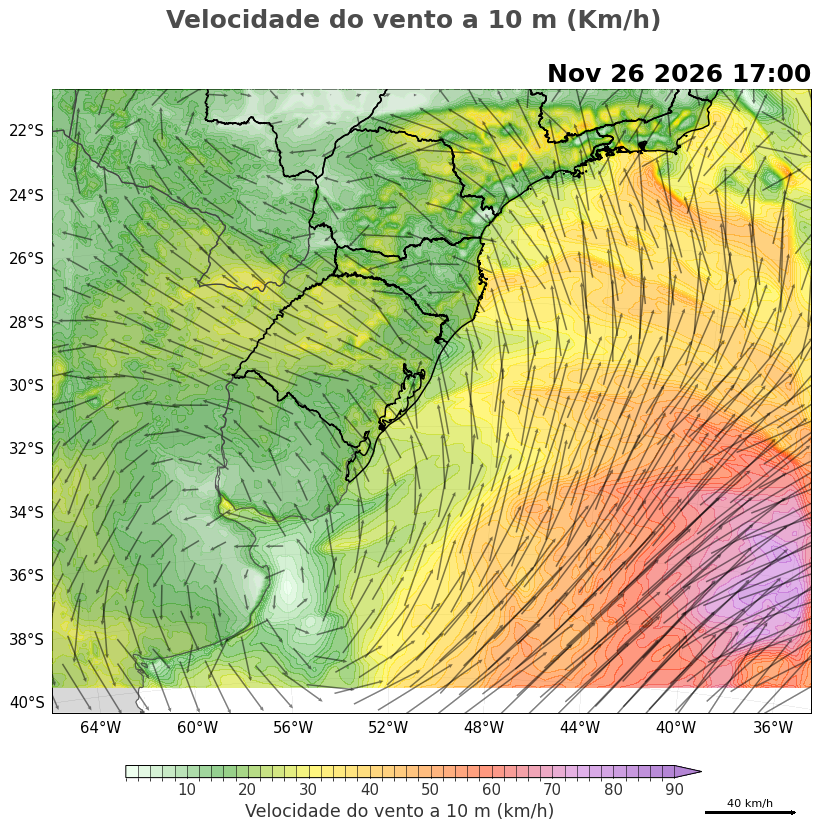 Velocidade do vento a 10 m (Km/h)
Nov 26 2026 17:00
22°S
24°S
26°S
28°S
30°S
32°S
34°S
36°S
38°S
40°S
64°W 60°W 56°W 52°W 48°W 44°W 40°W 36°W
10 20 30 40 50 60 70 80 90
Velocidade do vento a 10 m (km/h)
40 km/h